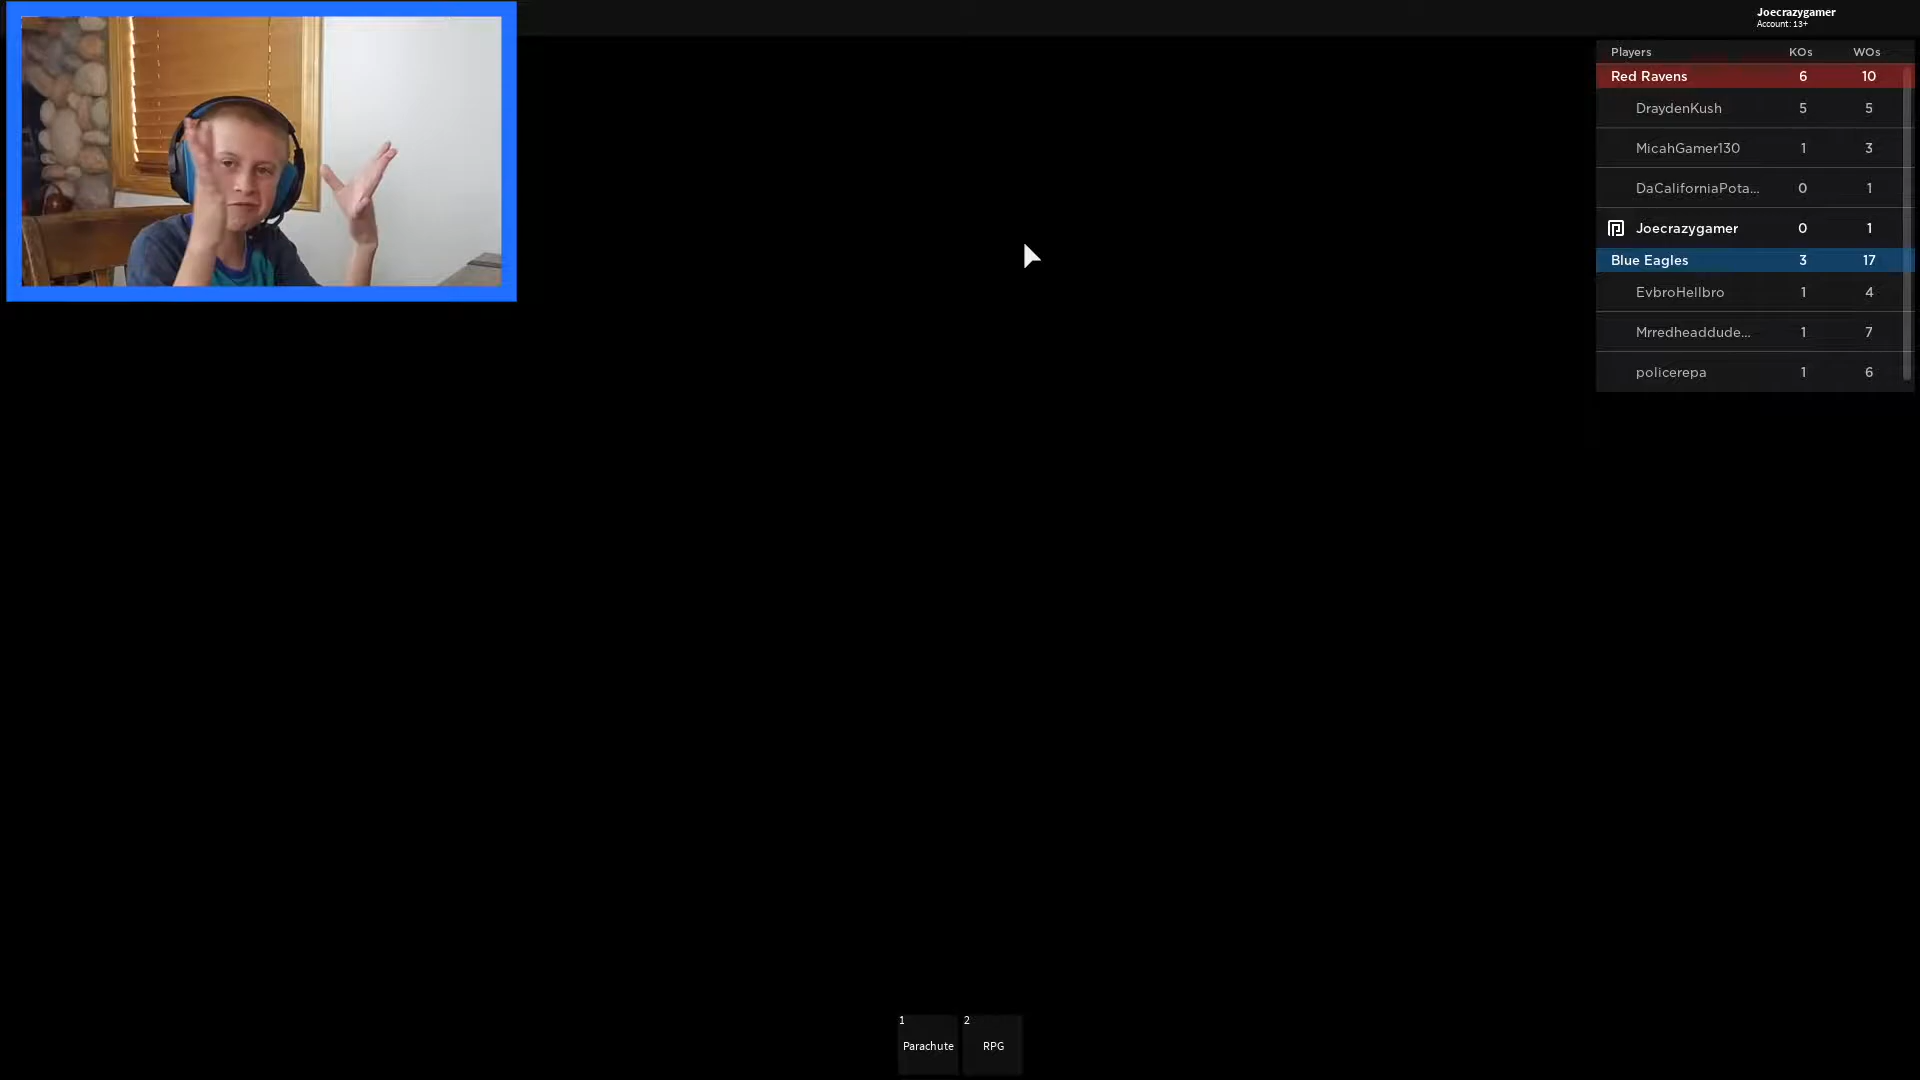 Joecrazygamer
Account: 13+
Players KOs WOs
Red Ravens 6 10
DraydenKush 5 5
MicahGamer130 1 3
DaCaliforniaPota... 0 1
Joecrazygamer 0 1
Blue Eagles 3 17
EvbroHellbro 1 4
Mrredheaddude... 1 7
policerepa 1 6
1 2
Parachute RPG